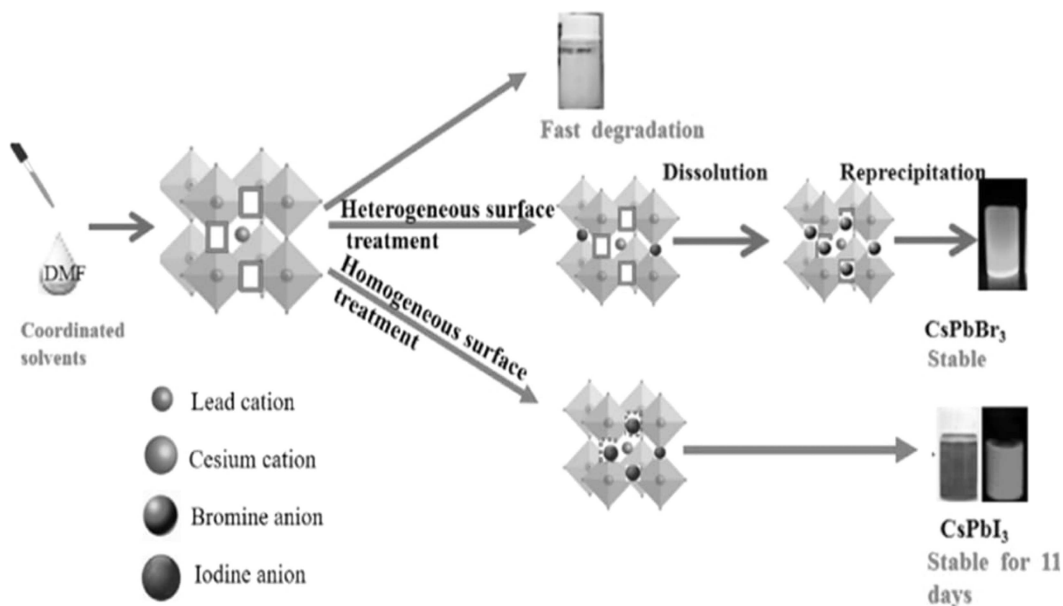 Fast degradation
Dissolution
Reprecipitation
Heterogeneous surface
treatment
DMF
Homogeneous surface
treatment
Coordinated
solvents
CsPbBr₃
Stable
Lead cation
Cesium cation
Bromine anion
Iodine anion
CsPbI₃
Stable for 11
days